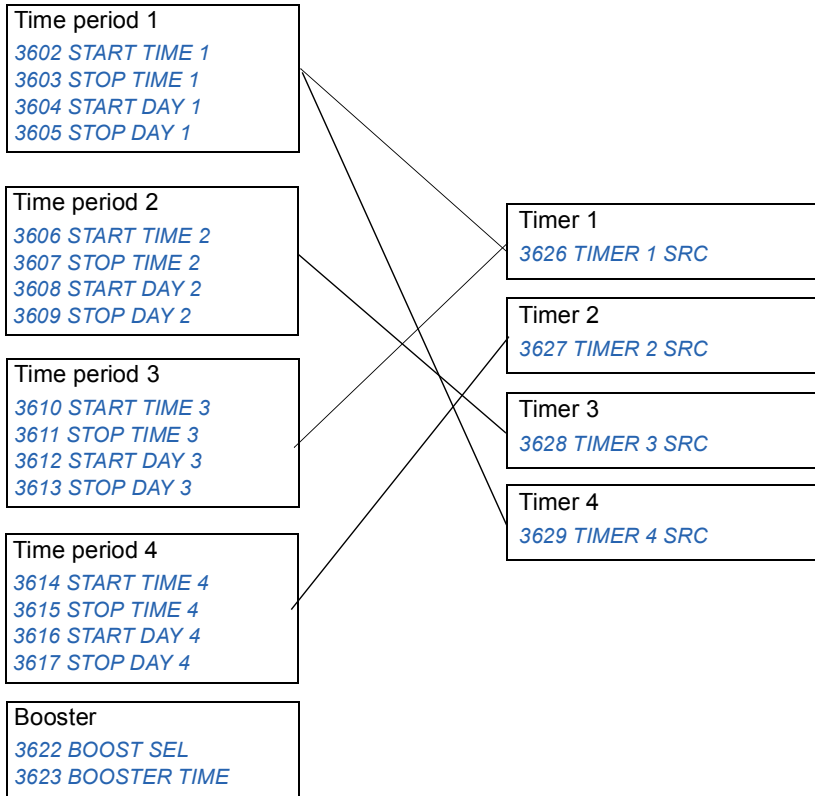 Time period 1
3602 START TIME 1
3603 STOP TIME 1
3604 START DAY 1
3605 STOP DAY 1
Time period 2
3606 START TIME 2
3607 STOP TIME 2
3608 START DAY 2
3609 STOP DAY 2
Time period 3
3610 START TIME 3
3611 STOP TIME 3
3612 START DAY 3
3613 STOP DAY 3
Time period 4
3614 START TIME 4
3615 STOP TIME 4
3616 START DAY 4
3617 STOP DAY 4
Booster
3622 BOOST SEL
3623 BOOSTER TIME
Timer 1
3626 TIMER 1 SRC
Timer 2
3627 TIMER 2 SRC
Timer 3
3628 TIMER 3 SRC
Timer 4
3629 TIMER 4 SRC